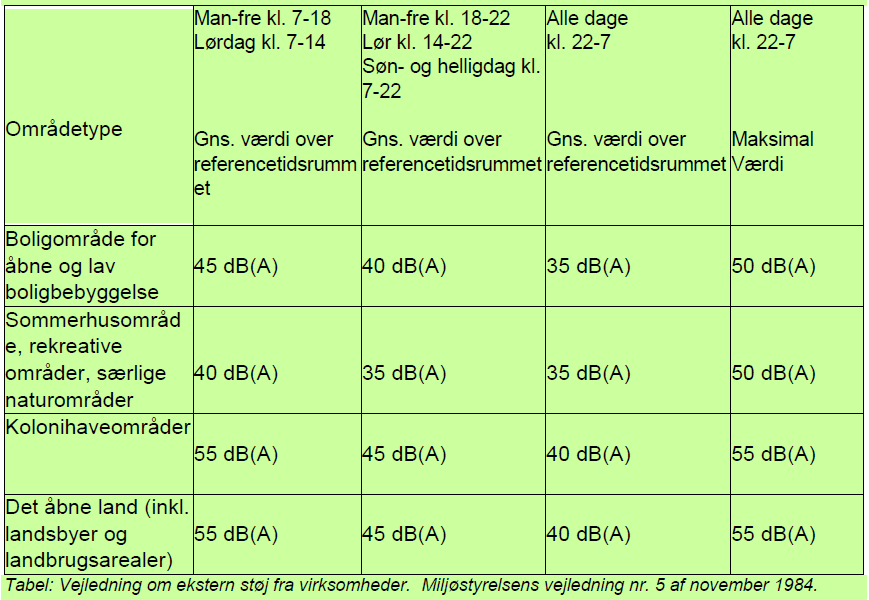 Områdetype
Man-fre kl. 7-18
Lørdag kl. 7-14
Gns. værdi over
referencetidsrumm
et
Man-fre kl. 18-22
Lør kl. 14-22
Søn- og helligdag kl.
7-22
Gns. værdi over
referencetidsrummet
Alle dage
kl. 22-7
Gns. værdi over
referencetidsrummet
Alle dage
kl. 22-7
Maksimal
Værdi
Boligområde for
åbne og lav
boligbebyggelse
45 dB(A)
40 dB(A)
35 dB(A)
50 dB(A)
Sommerhusområd
e, rekreative
områder, særlige
naturområder
40 dB(A)
35 dB(A)
35 dB(A)
50 dB(A)
Kolonihaveområder
55 dB(A)
45 dB(A)
40 dB(A)
55 dB(A)
Det åbne land (inkl.
landsbyer og
landbrugsarealer)
55 dB(A)
45 dB(A)
40 dB(A)
55 dB(A)
Tabel: Vejledning om ekstern støj fra virksomheder. Miljøstyrelsens vejledning nr. 5 af november 1984.